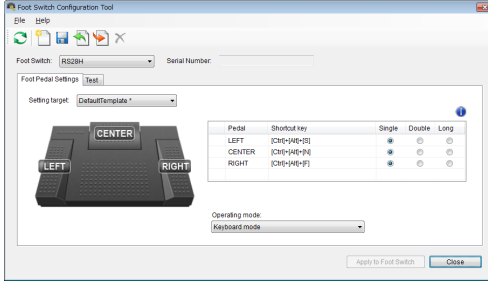 Foot Switch Configuration Tool
File Help
Foot Switch: RS28H Serial Number:
Foot Pedal Settings Test
Setting target: DefaultTemplate *
CENTER
LEFT RIGHT
Pedal Shortcut key Single Double Long
LEFT [Ctrl]+[Alt]+[S]
CENTER [Ctrl]+[Alt]+[N]
RIGHT [Ctrl]+[Alt]+[F]
Operating mode:
Keyboard mode
Apply to Foot Switch Close